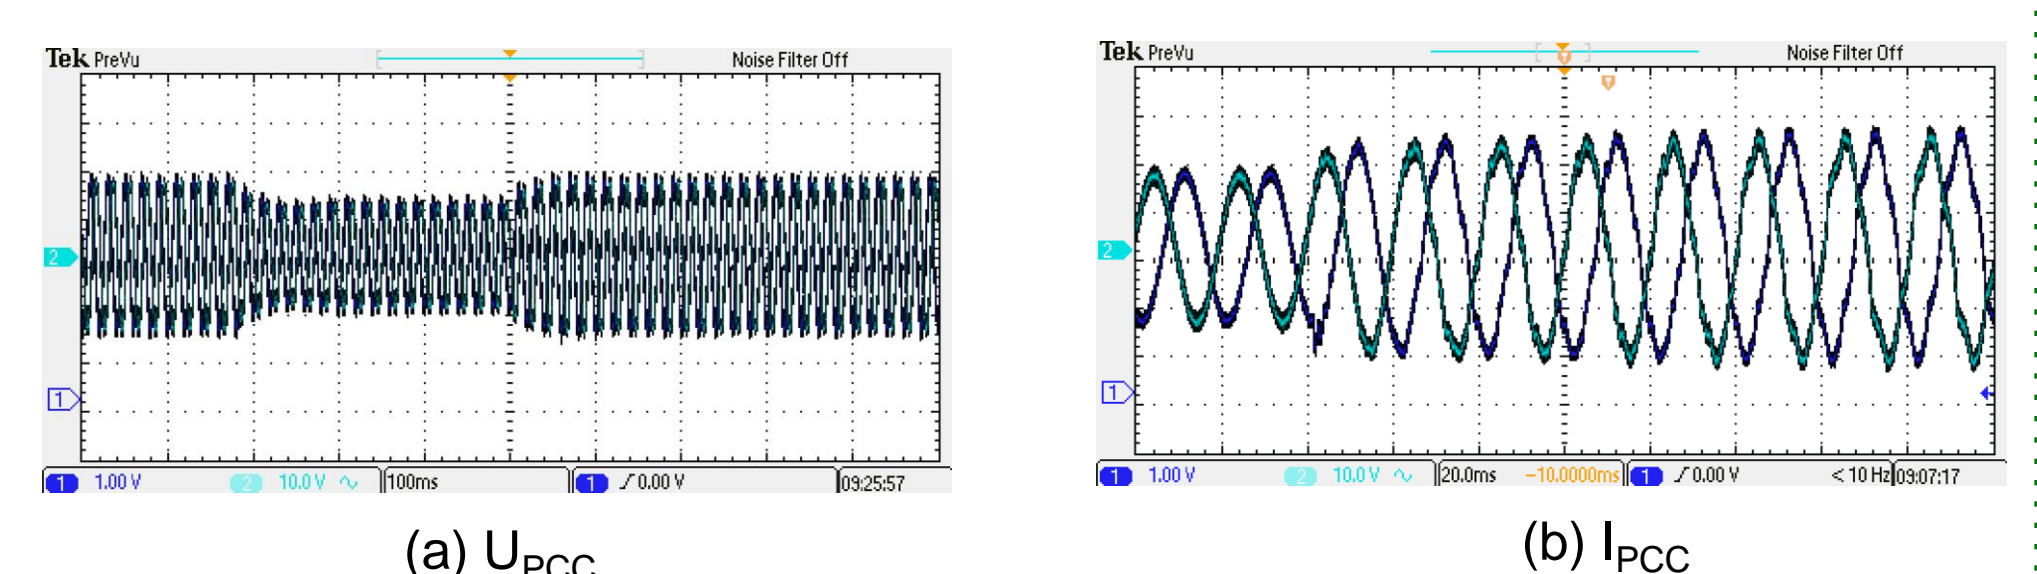 Tek PreVu
Noise Filter Off
2
1
1 1.00 V
2 10.0 V
100ms
1 0.00 V
09:25:57
(a) UPCC
Tek PreVu
Noise Filter Off
T
T
2
1
1 1.00 V
2 10.0 V
20.0ms
-10.0000ms
1 0.00 V
< 10 Hz
09:07:17
(b) IPCC